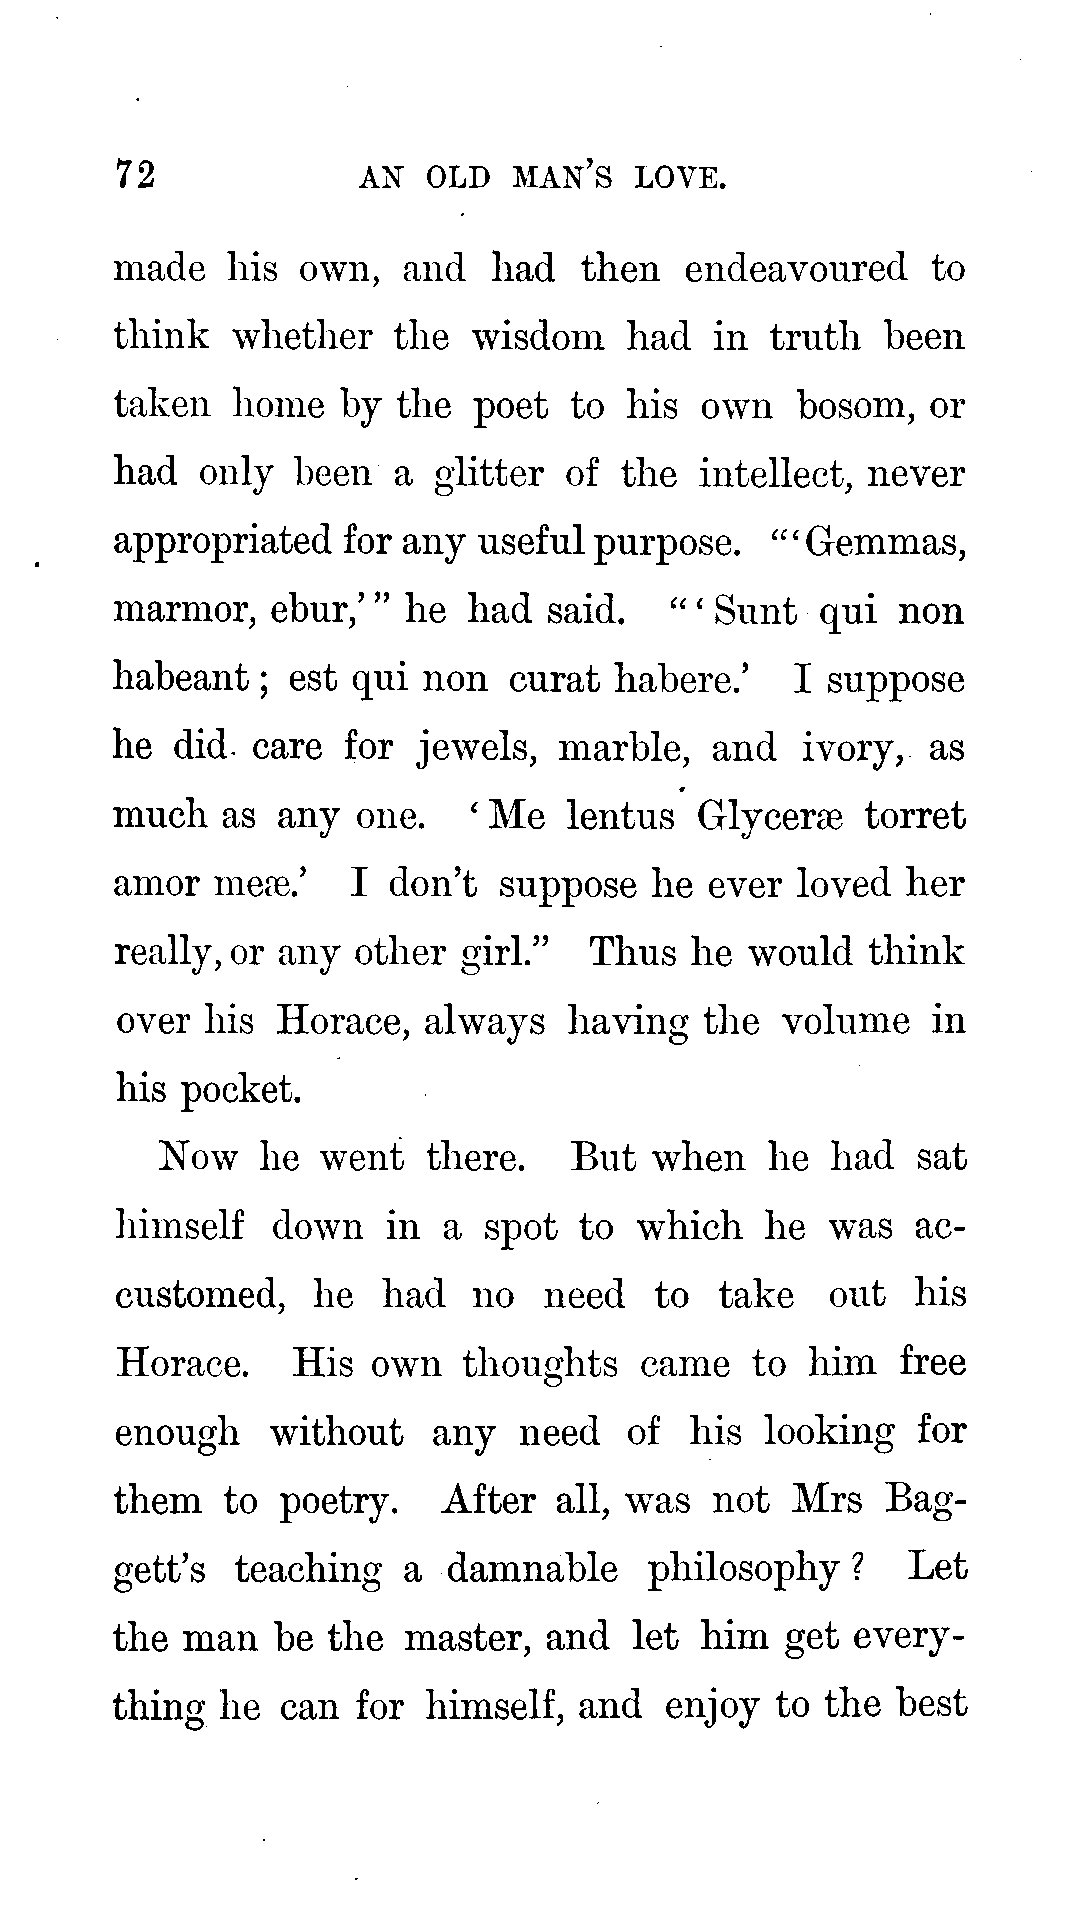 72 AN OLD MAN'S LOVE.
made his own, and had then endeavoured to
think whether the wisdom had in truth been
taken home by the poet to his own bosom, or
had only been a glitter of the intellect, never
appropriated for any useful purpose. "'Gemmas,
marmor, ebur,'" he had said. "'Sunt qui non
habeant; est qui non curat habere.' I suppose
he did care for jewels, marble, and ivory, as
much as any one. 'Me lentus Glyceræ torret
amor meæ.' I don't suppose he ever loved her
really, or any other girl." Thus he would think
over his Horace, always having the volume in
his pocket.
Now he went there. But when he had sat
himself down in a spot to which he was ac-
customed, he had no need to take out his
Horace. His own thoughts came to him free
enough without any need of his looking for
them to poetry. After all, was not Mrs Bag-
gett's teaching a damnable philosophy? Let
the man be the master, and let him get every-
thing he can for himself, and enjoy to the best